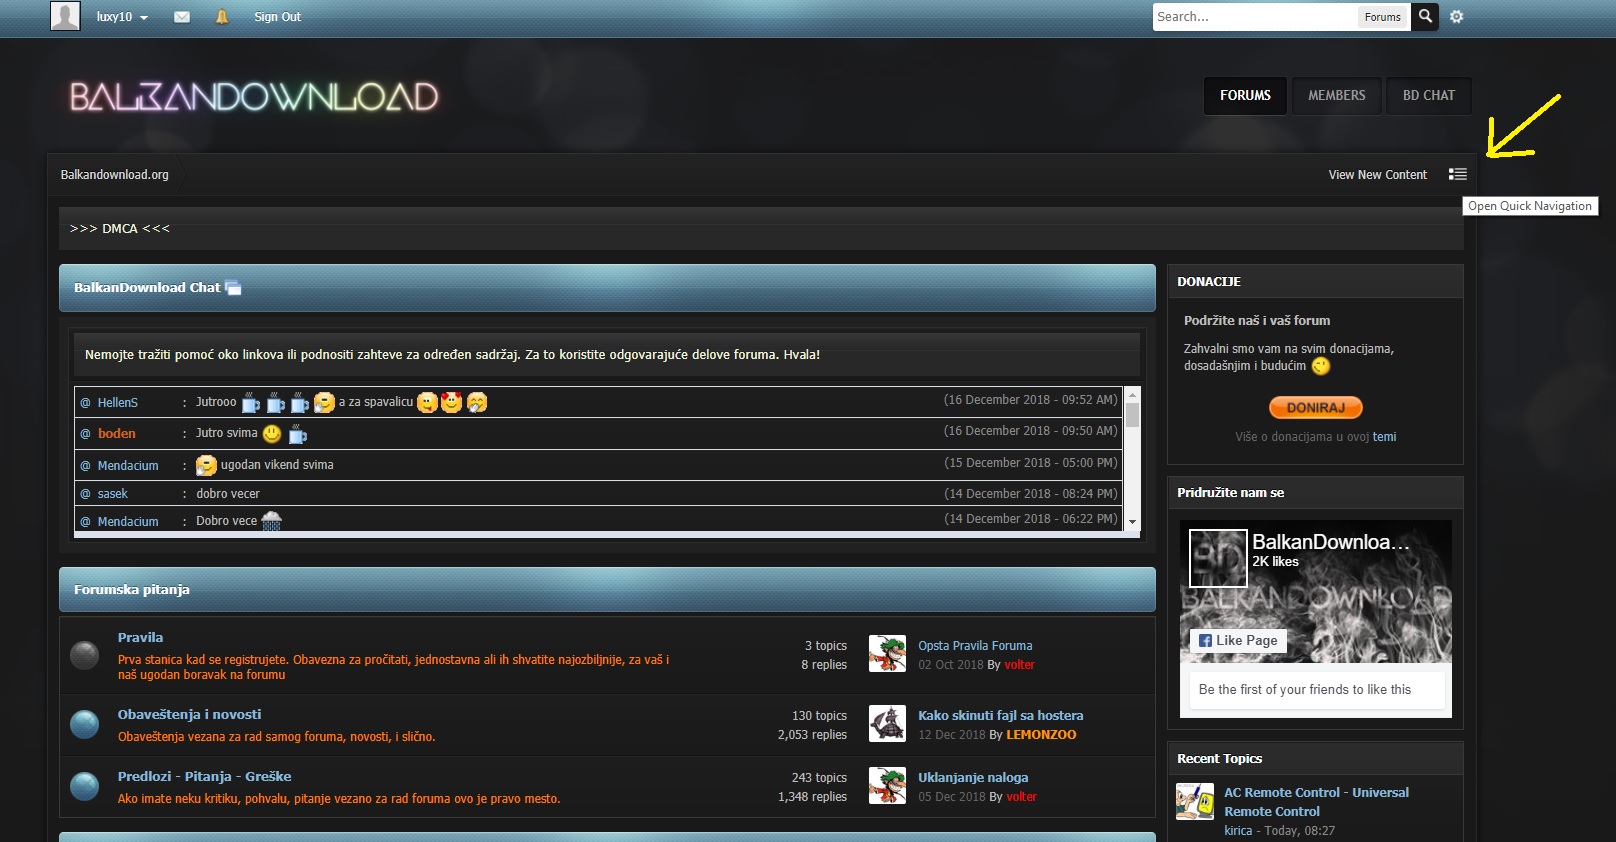 luxy10
Sign Out
Search...
Forums
BALKANDOWNLOAD
FORUMS
MEMBERS
BD CHAT
Balkandownload.org
View New Content
Open Quick Navigation
>>> DMCA <<<
BalkanDownload Chat
Nemojte tražiti pomoć oko linkova ili podnositi zahteve za određen sadržaj. Za to koristite odgovarajuće delove foruma. Hvala!
@ HellenS : Jutrooo a za spavalicu (16 December 2018 - 09:52 AM)
@ boden : Jutro svima (16 December 2018 - 09:50 AM)
@ Mendacium : ugodan vikend svima (15 December 2018 - 05:00 PM)
@ sasek : dobro vecer (14 December 2018 - 08:24 PM)
@ Mendacium : Dobro vece (14 December 2018 - 06:22 PM)
Forumska pitanja
Pravila
Prva stanica kad se registrujete. Obavezna za pročitati, jednostavna ali ih shvatite najozbiljnije, za vaš i
naš ugodan boravak na forumu
3 topics
8 replies
Opsta Pravila Foruma
02 Oct 2018 By volter
Obaveštenja i novosti
Obaveštenja vezana za rad samog foruma, novosti, i slično.
130 topics
2,053 replies
Kako skinuti fajl sa hostera
12 Dec 2018 By LEMONZOO
Predlozi - Pitanja - Greške
Ako imate neku kritiku, pohvalu, pitanje vezano za rad foruma ovo je pravo mesto.
243 topics
1,348 replies
Uklanjanje naloga
05 Dec 2018 By volter
DONACIJE
Podržite naš i vaš forum
Zahvalni smo vam na svim donacijama,
dosadašnjim i budućim
DONIRAJ
Više o donacijama u ovoj temi
Pridružite nam se
BD
BalkanDownloa...
2K likes
BALKANDOWNLOAD
Like Page
Be the first of your friends to like this
Recent Topics
AC Remote Control - Universal
Remote Control
kirica - Today, 08:27